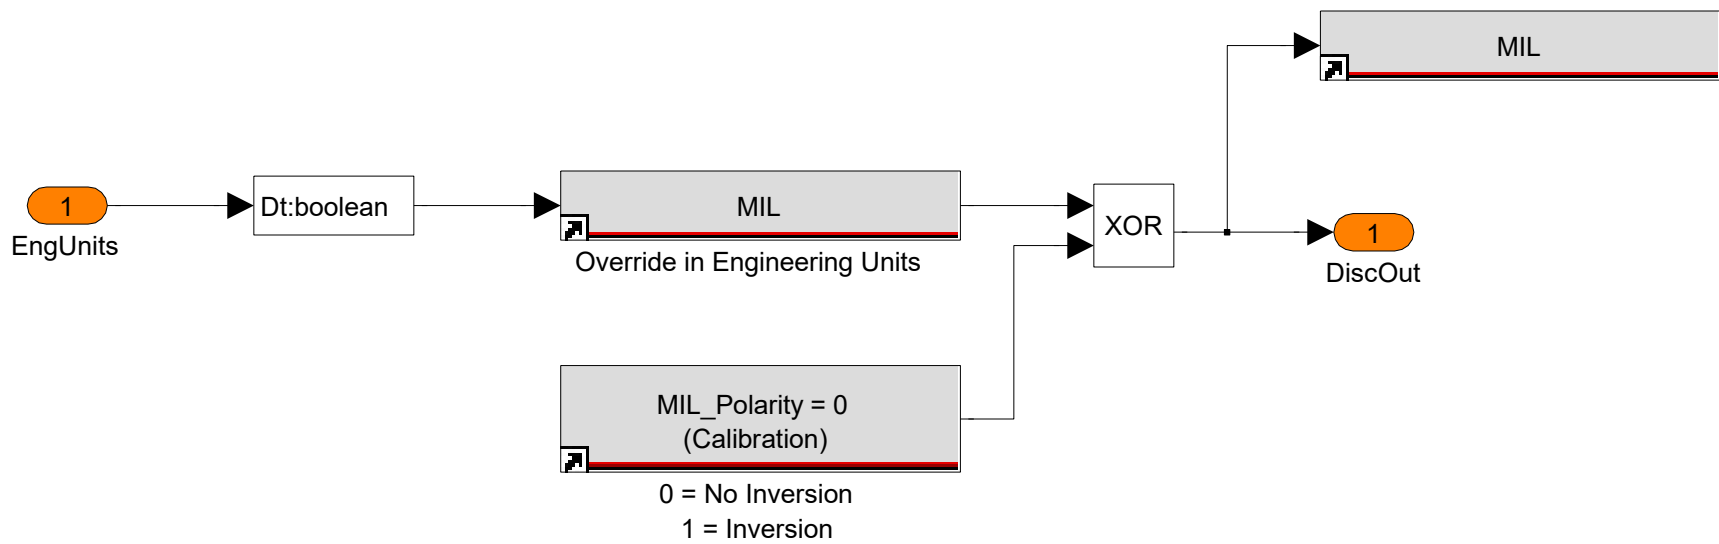 MIL
1
EngUnits
Dt:boolean
MIL
Override in Engineering Units
XOR
1
DiscOut
MIL_Polarity = 0
(Calibration)
0 = No Inversion
1 = Inversion